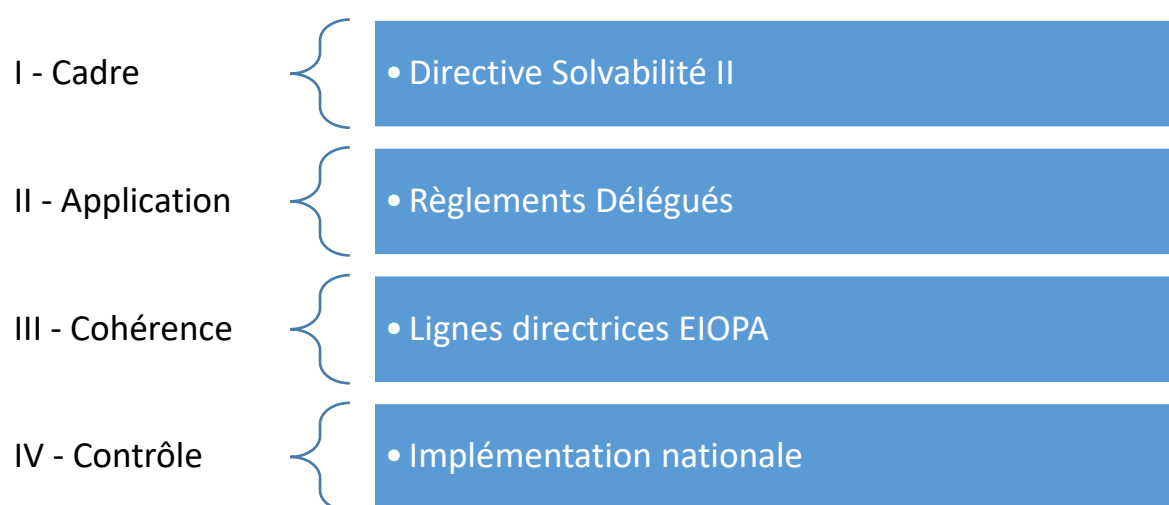 I - Cadre
• Directive Solvabilité II
II - Application
• Règlements Délégués
III - Cohérence
• Lignes directrices EIOPA
IV - Contrôle
• Implémentation nationale